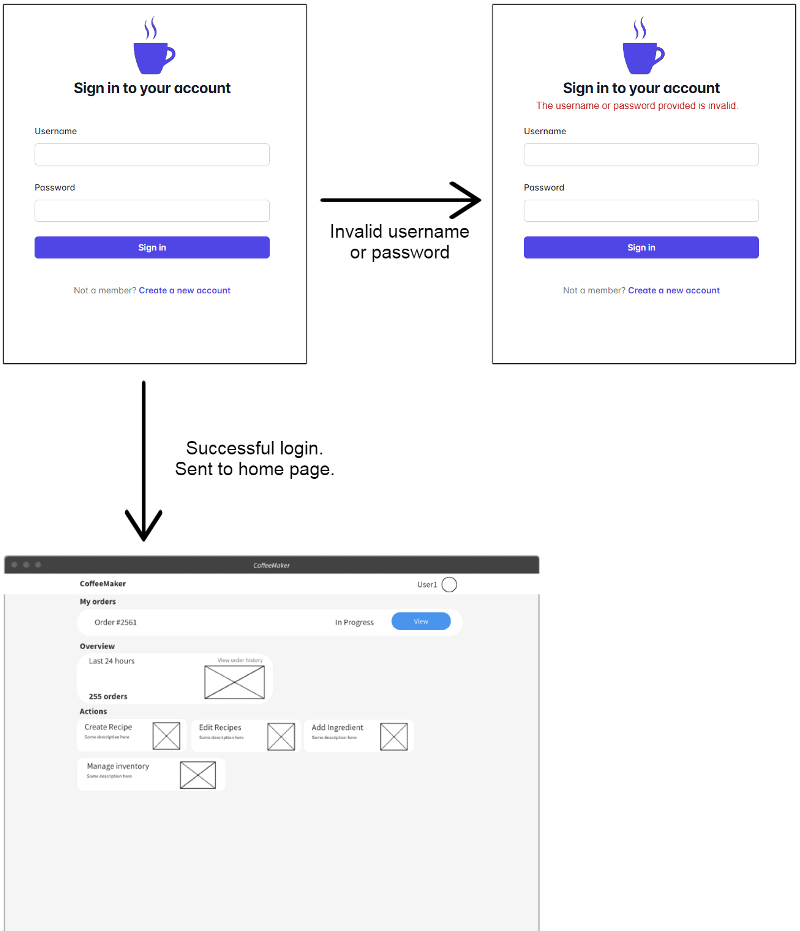 Sign in to your account
Username
Password
Sign in
Not a member? Create a new account
Invalid username
or password
Sign in to your account
The username or password provided is invalid.
Username
Password
Sign in
Not a member? Create a new account
Successful login.
Sent to home page.
CoffeeMaker
CoffeeMaker
User1
My orders
Order #2561
In Progress
View
Overview
Last 24 hours
View order history
255 orders
Actions
Create Recipe
Some description here
Edit Recipes
Some description here
Add Ingredient
Some description here
Manage inventory
Some description here